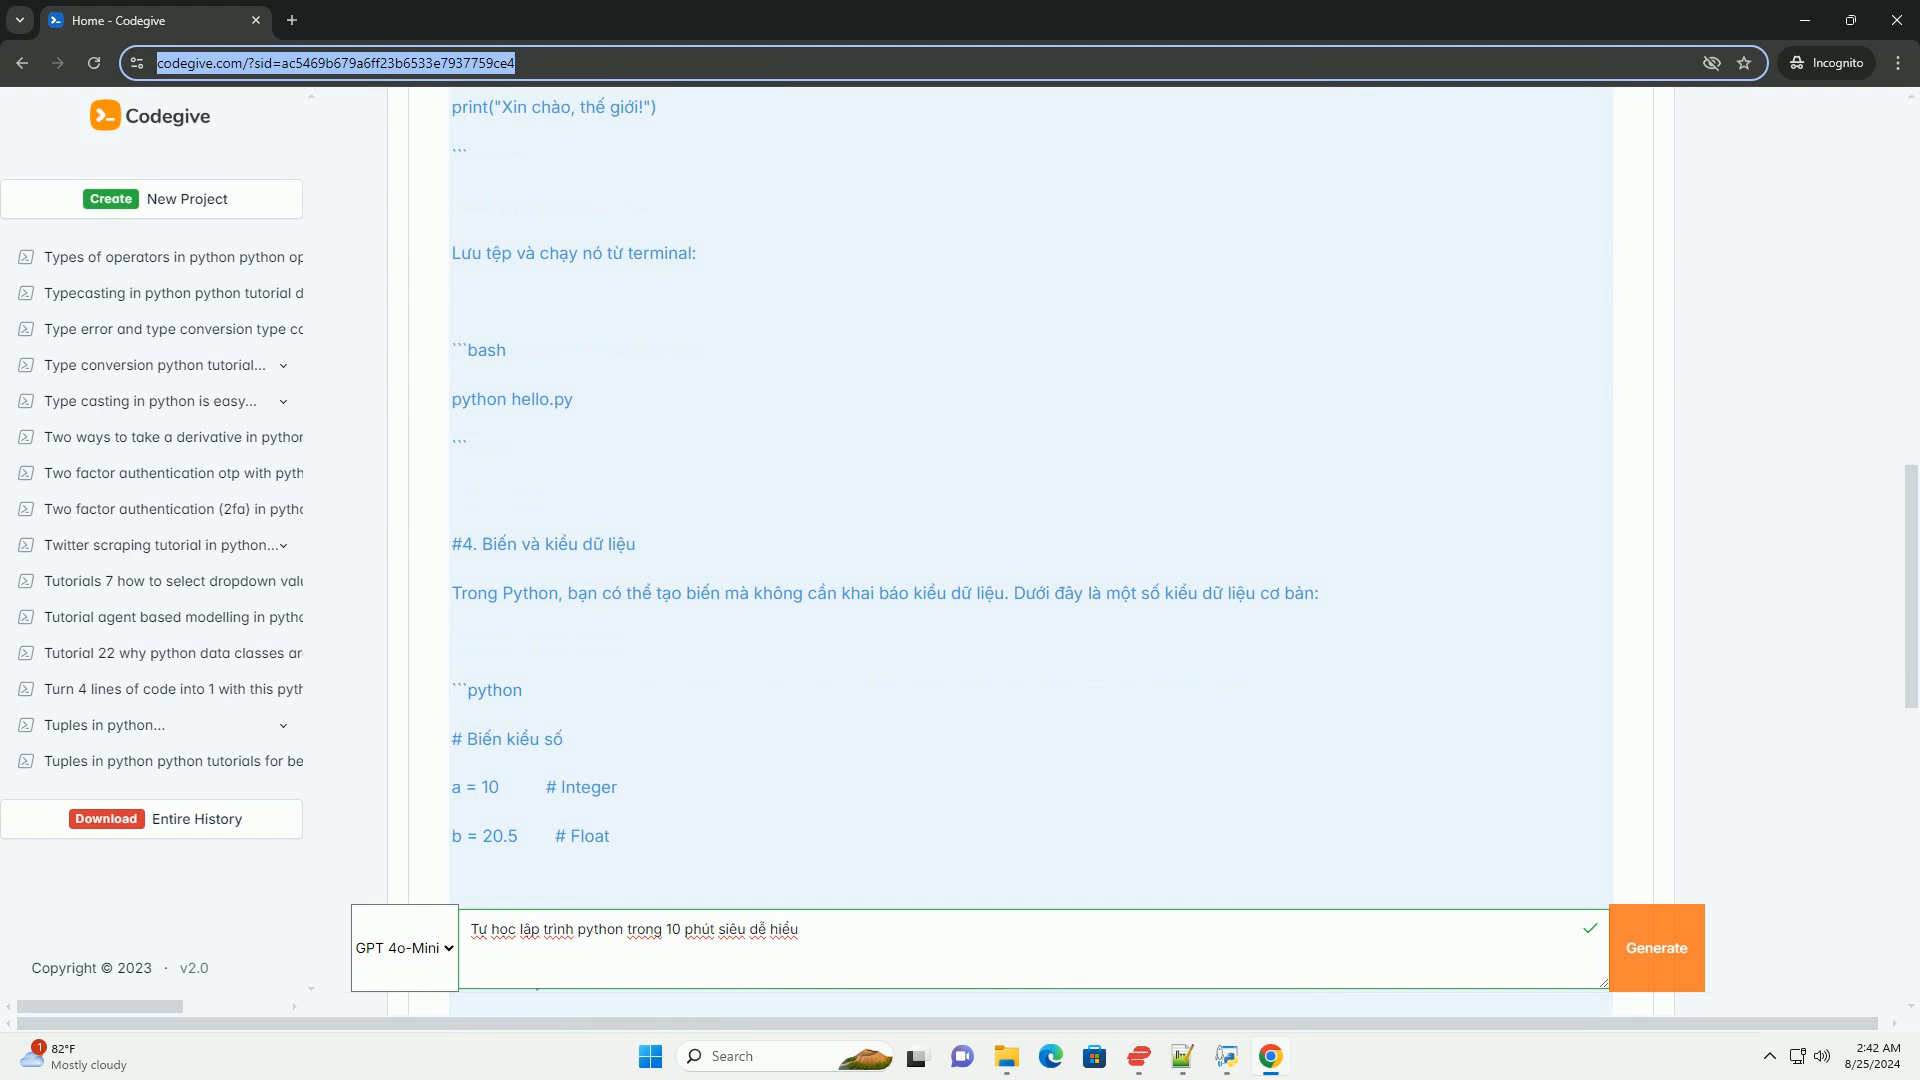 Home - Codegive
codegive.com/?sid=ac5469b679a6ff23b6533e7937759ce4
Incognito
Codegive
Create New Project
Types of operators in python python op
Typecasting in python python tutorial d
Type error and type conversion type co
Type conversion python tutorial...
Type casting in python is easy...
Two ways to take a derivative in python
Two factor authentication otp with pyth
Two factor authentication (2fa) in pytho
Twitter scraping tutorial in python...
Tutorials 7 how to select dropdown valu
Tutorial agent based modelling in pytho
Tutorial 22 why python data classes are
Turn 4 lines of code into 1 with this pyth
Tuples in python...
Tuples in python python tutorials for be
Download Entire History
Copyright © 2023 · v2.0
print("Xin chào, thế giới!")
```
Lưu tệp và chạy nó từ terminal:
```bash
python hello.py
```
#4. Biến và kiểu dữ liệu
Trong Python, bạn có thể tạo biến mà không cần khai báo kiểu dữ liệu. Dưới đây là một số kiểu dữ liệu cơ bản:
```python
# Biến kiểu số
a = 10 # Integer
b = 20.5 # Float
GPT 4o-Mini
Tự học lập trình python trong 10 phút siêu dễ hiểu
Generate
1
82°F
Mostly cloudy
Search
2:42 AM
8/25/2024